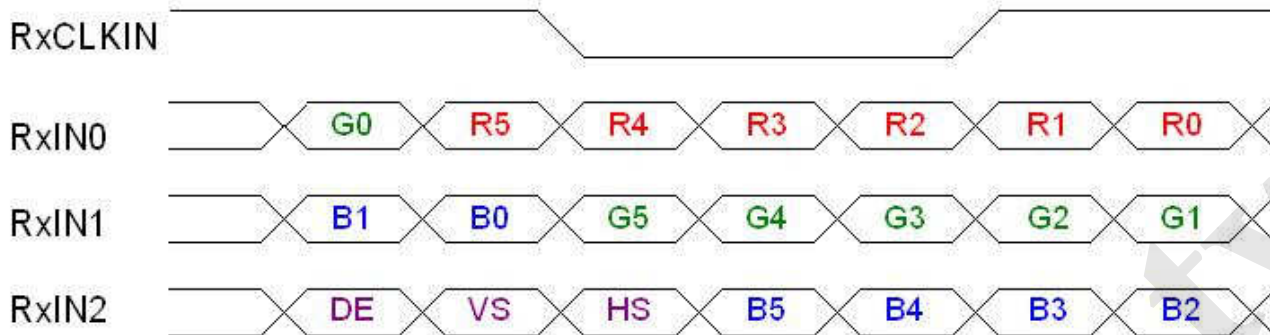 RxCLKIN
RxIN0 G0 R5 R4 R3 R2 R1 R0
RxIN1 B1 B0 G5 G4 G3 G2 G1
RxIN2 DE VS HS B5 B4 B3 B2